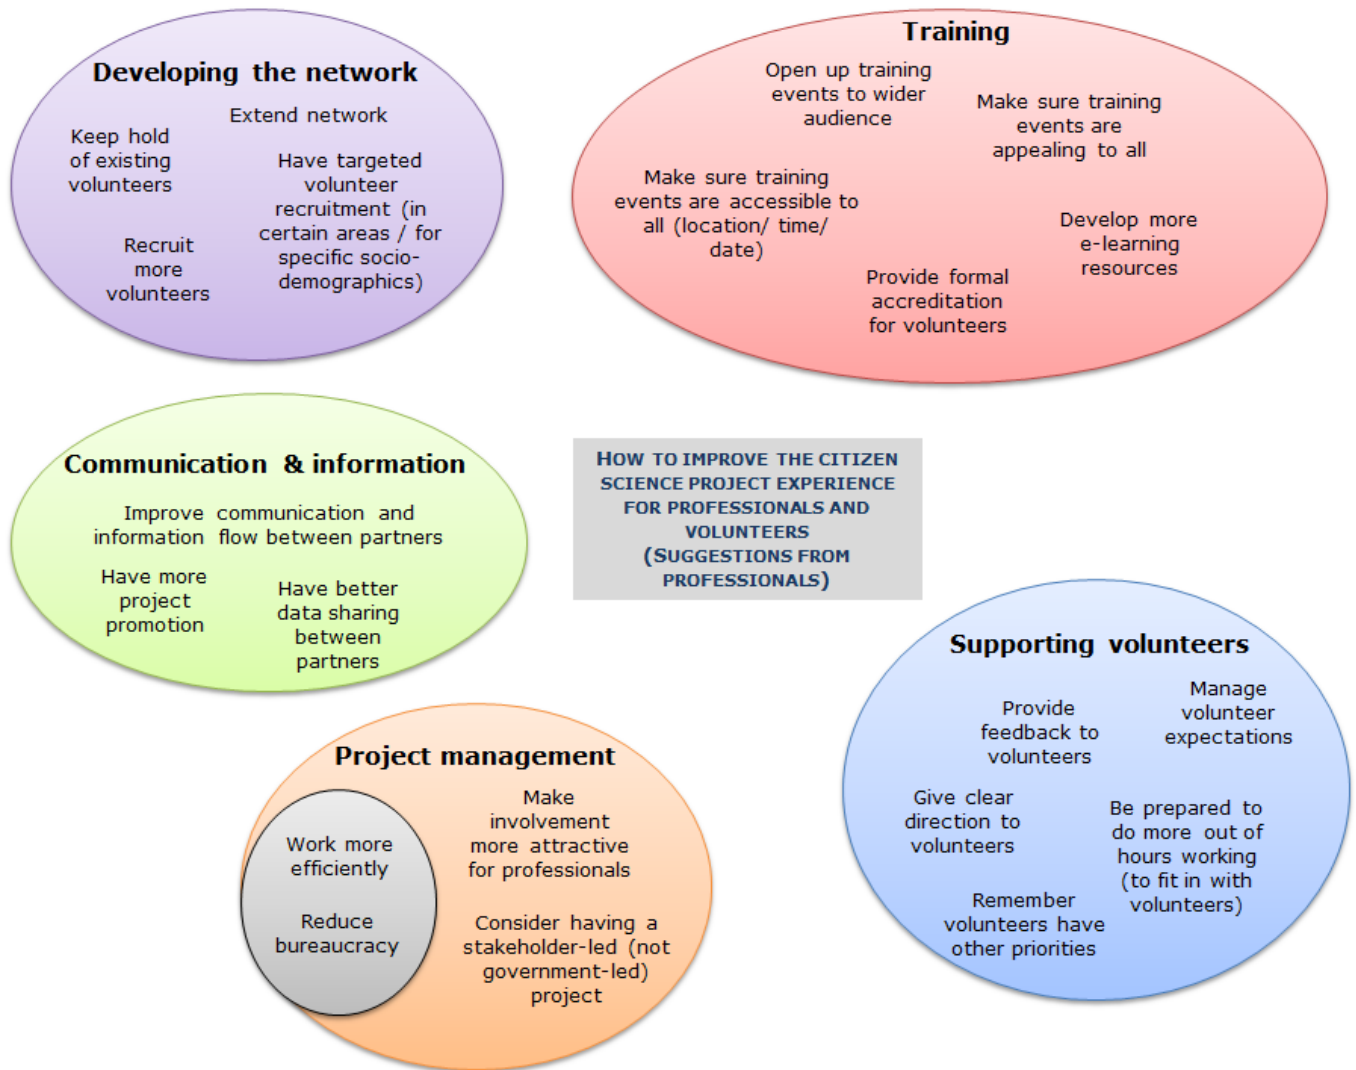 Developing the network
Extend network
Keep hold
of existing
volunteers
Have targeted
volunteer
recruitment (in
certain areas / for
specific socio-
demographics)
Recruit
more
volunteers
Training
Open up training
events to wider
audience
Make sure training
events are
appealing to all
Make sure training
events are accessible to
all (location/ time/
date)
Develop more
e-learning
resources
Provide formal
accreditation
for volunteers
Communication & information
Improve communication and
information flow between partners
Have more
project
promotion
Have better
data sharing
between
partners
HOW TO IMPROVE THE CITIZEN
SCIENCE PROJECT EXPERIENCE
FOR PROFESSIONALS AND
VOLUNTEERS
(SUGGESTIONS FROM
PROFESSIONALS)
Supporting volunteers
Manage
volunteer
expectations
Provide
feedback to
volunteers
Give clear
direction to
volunteers
Be prepared to
do more out of
hours working
(to fit in with
volunteers)
Remember
volunteers have
other priorities
Project management
Work more
efficiently
Reduce
bureaucracy
Make
involvement
more attractive
for professionals
Consider having a
stakeholder-led (not
government-led)
project